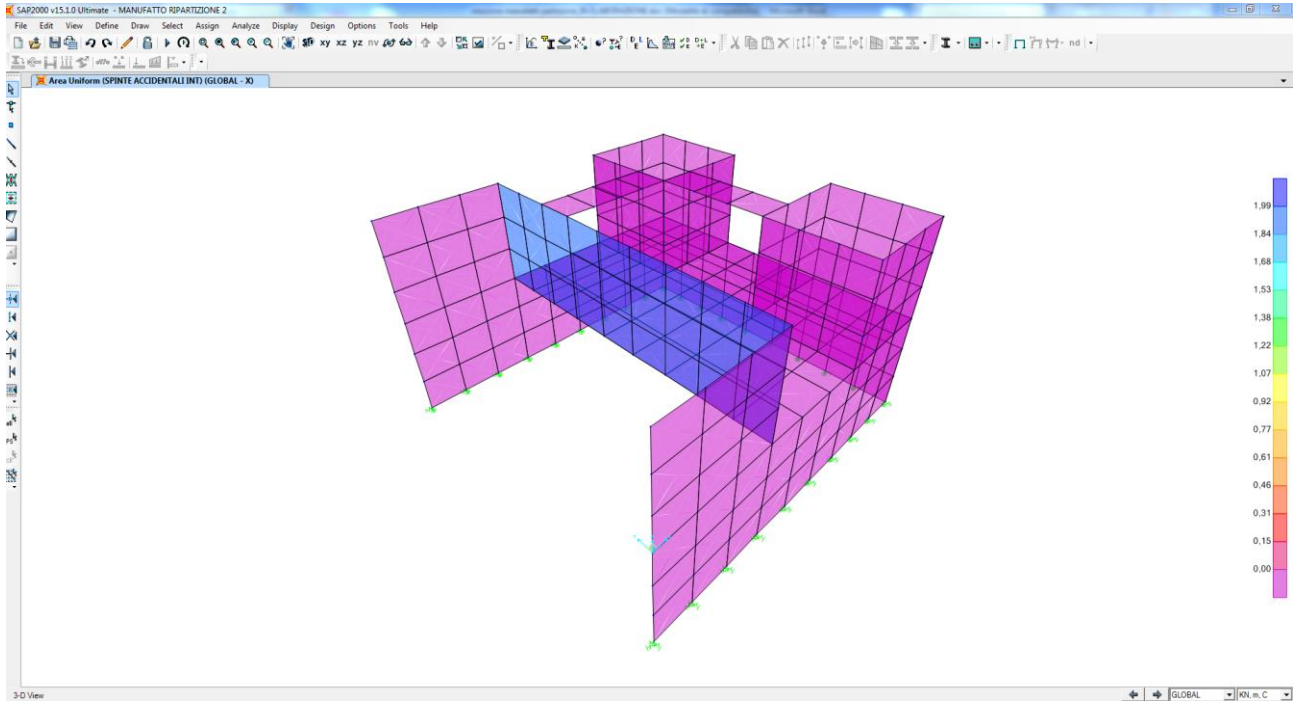 SAP2000 v15.1.0 Ultimate - MANUFATTO RIPARTIZIONE 2
File Edit View Define Draw Select Assign Analyze Display Design Options Tools Help
xy xz yz nv nd
Area Uniform (SPINTE ACCIDENTALI INT) (GLOBAL - X)
1,99
1,84
1,68
1,53
1,38
1,22
1,07
0,92
0,77
0,61
0,46
0,31
0,15
0,00
3-D View
GLOBAL
KN, m, C